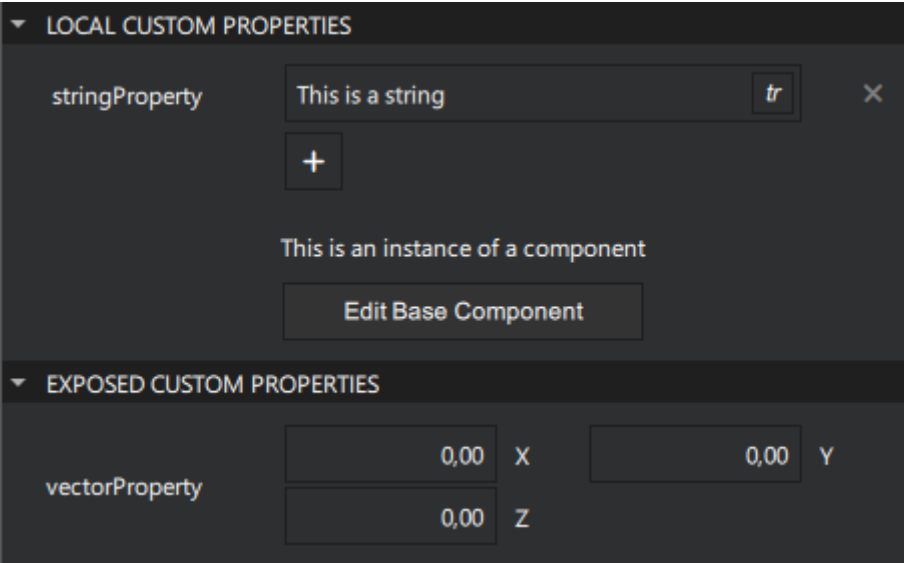 LOCAL CUSTOM PROPERTIES
stringProperty This is a string tr ×
+
This is an instance of a component
Edit Base Component
EXPOSED CUSTOM PROPERTIES
vectorProperty 0,00 X 0,00 Y
0,00 Z